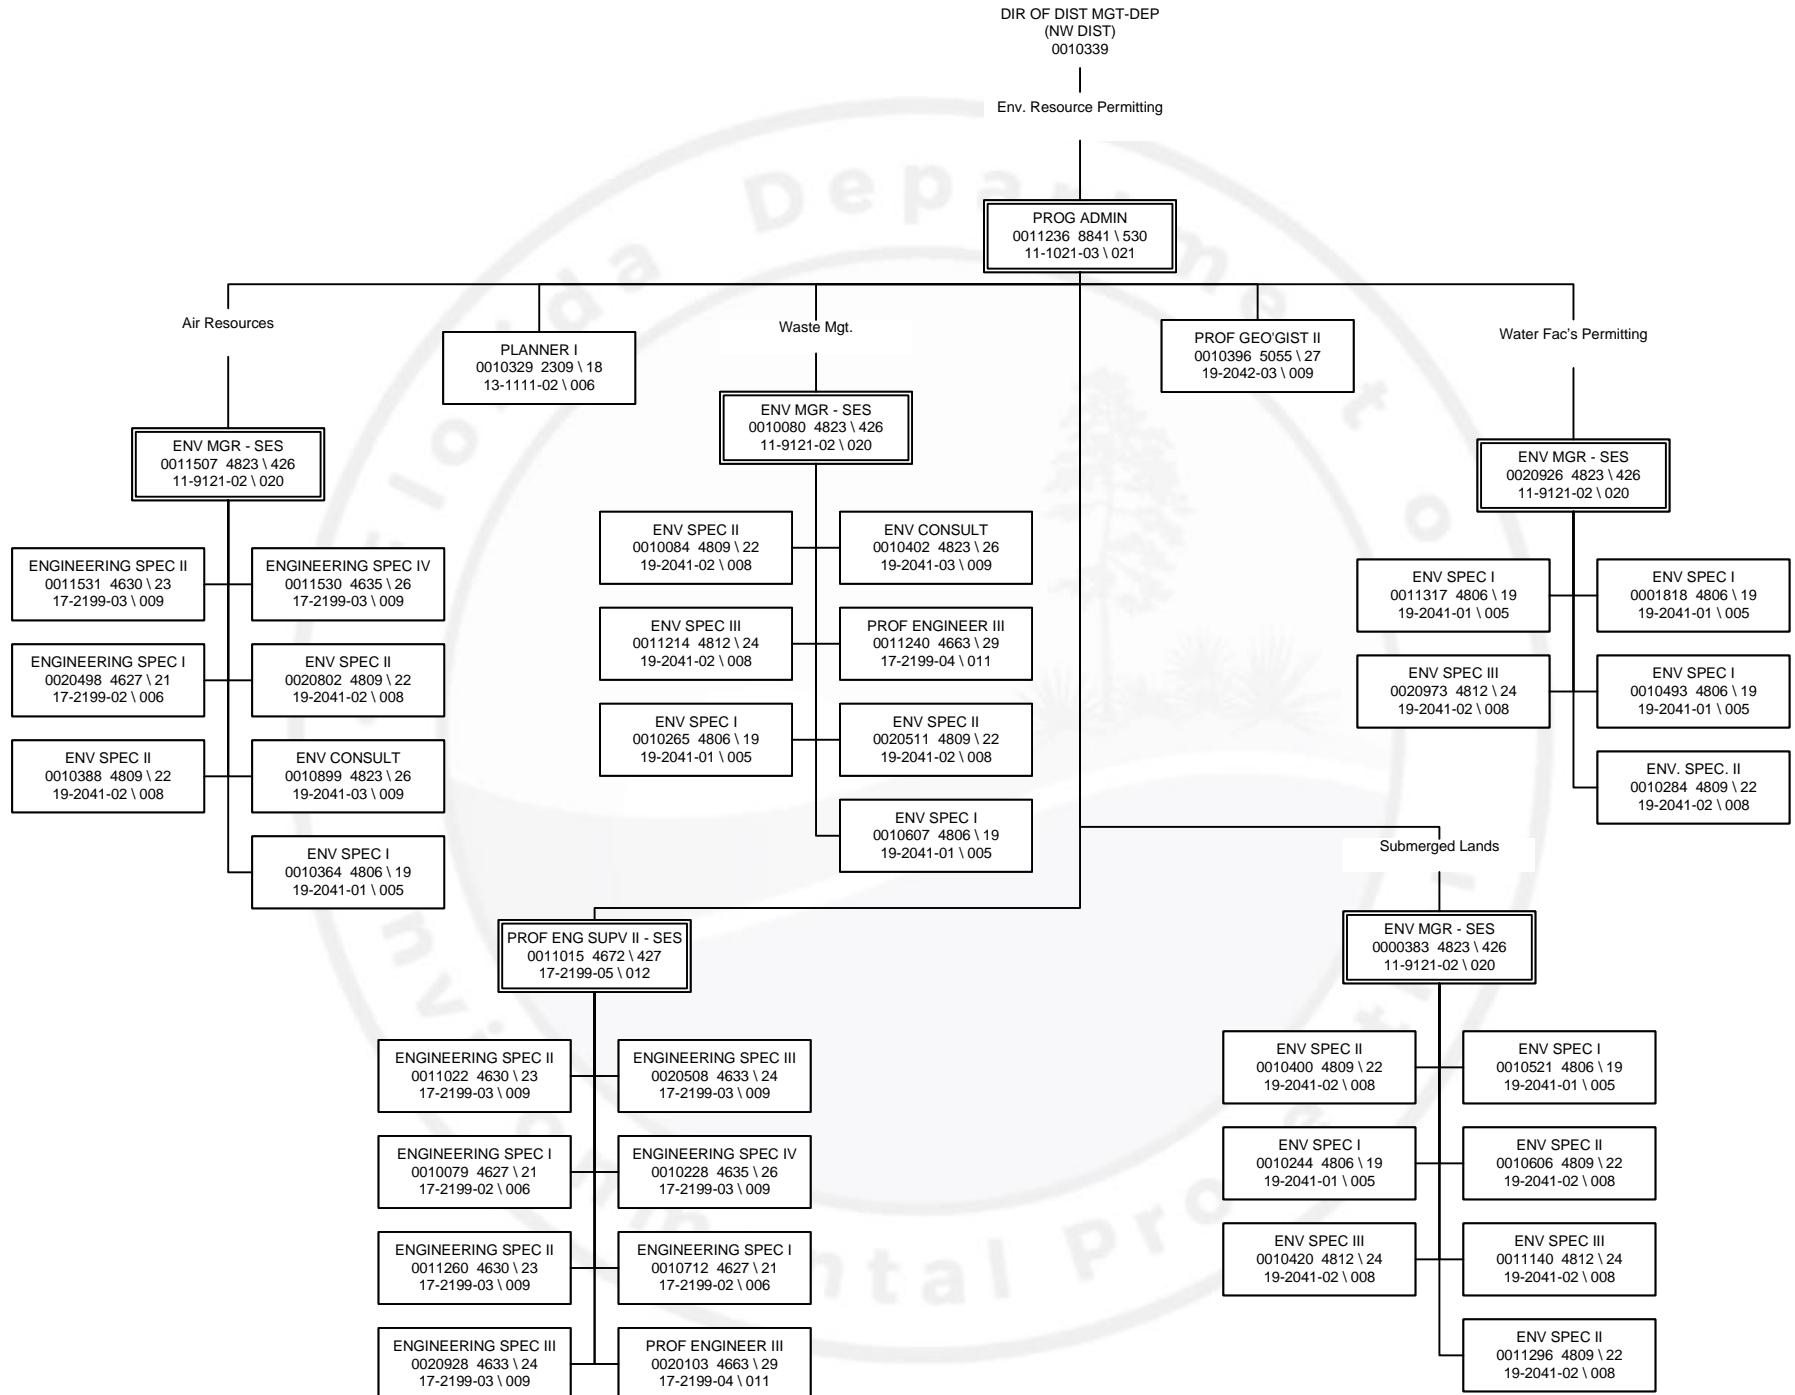 DIR OF DIST MGT-DEP
(NW DIST)
0010339
Env. Resource Permitting
PROG ADMIN
0011236 8841 \ 530
11-1021-03 \ 021
Air Resources
PLANNER I
0010329 2309 \ 18
13-1111-02 \ 006
Waste Mgt.
PROF GEO'GIST II
0010396 5055 \ 27
19-2042-03 \ 009
Water Fac's Permitting
ENV MGR - SES
0011507 4823 \ 426
11-9121-02 \ 020
ENGINEERING SPEC II
0011531 4630 \ 23
17-2199-03 \ 009
ENGINEERING SPEC IV
0011530 4635 \ 26
17-2199-03 \ 009
ENGINEERING SPEC I
0020498 4627 \ 21
17-2199-02 \ 006
ENV SPEC II
0020802 4809 \ 22
19-2041-02 \ 008
ENV SPEC II
0010388 4809 \ 22
19-2041-02 \ 008
ENV CONSULT
0010899 4823 \ 26
19-2041-03 \ 009
ENV SPEC I
0010364 4806 \ 19
19-2041-01 \ 005
ENV MGR - SES
0010080 4823 \ 426
11-9121-02 \ 020
ENV SPEC II
0010084 4809 \ 22
19-2041-02 \ 008
ENV CONSULT
0010402 4823 \ 26
19-2041-03 \ 009
ENV SPEC III
0011214 4812 \ 24
19-2041-02 \ 008
PROF ENGINEER III
0011240 4663 \ 29
17-2199-04 \ 011
ENV SPEC I
0010265 4806 \ 19
19-2041-01 \ 005
ENV SPEC II
0020511 4809 \ 22
19-2041-02 \ 008
ENV SPEC I
0010607 4806 \ 19
19-2041-01 \ 005
ENV MGR - SES
0020926 4823 \ 426
11-9121-02 \ 020
ENV SPEC I
0011317 4806 \ 19
19-2041-01 \ 005
ENV SPEC I
0001818 4806 \ 19
19-2041-01 \ 005
ENV SPEC III
0020973 4812 \ 24
19-2041-02 \ 008
ENV SPEC I
0010493 4806 \ 19
19-2041-01 \ 005
ENV. SPEC. II
0010284 4809 \ 22
19-2041-02 \ 008
Submerged Lands
PROF ENG SUPV II - SES
0011015 4672 \ 427
17-2199-05 \ 012
ENGINEERING SPEC II
0011022 4630 \ 23
17-2199-03 \ 009
ENGINEERING SPEC III
0020508 4633 \ 24
17-2199-03 \ 009
ENGINEERING SPEC I
0010079 4627 \ 21
17-2199-02 \ 006
ENGINEERING SPEC IV
0010228 4635 \ 26
17-2199-03 \ 009
ENGINEERING SPEC II
0011260 4630 \ 23
17-2199-03 \ 009
ENGINEERING SPEC I
0010712 4627 \ 21
17-2199-02 \ 006
ENGINEERING SPEC III
0020928 4633 \ 24
17-2199-03 \ 009
PROF ENGINEER III
0020103 4663 \ 29
17-2199-04 \ 011
ENV MGR - SES
0000383 4823 \ 426
11-9121-02 \ 020
ENV SPEC II
0010400 4809 \ 22
19-2041-02 \ 008
ENV SPEC I
0010521 4806 \ 19
19-2041-01 \ 005
ENV SPEC I
0010244 4806 \ 19
19-2041-01 \ 005
ENV SPEC II
0010606 4809 \ 22
19-2041-02 \ 008
ENV SPEC III
0010420 4812 \ 24
19-2041-02 \ 008
ENV SPEC III
0011140 4812 \ 24
19-2041-02 \ 008
ENV SPEC II
0011296 4809 \ 22
19-2041-02 \ 008